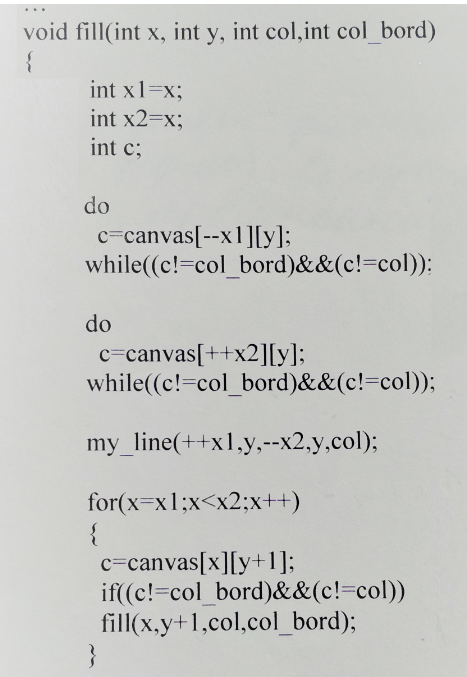 ...
void fill(int x, int y, int col,int col_bord)
{
int x1=x;
int x2=x;
int c;
do
c=canvas[--x1][y];
while((c!=col_bord)&&(c!=col));
do
c=canvas[++x2][y];
while((c!=col_bord)&&(c!=col));
my_line(++x1,y,--x2,y,col);
for(x=x1;x<x2;x++)
{
c=canvas[x][y+1];
if((c!=col_bord)&&(c!=col))
fill(x,y+1,col,col_bord);
}